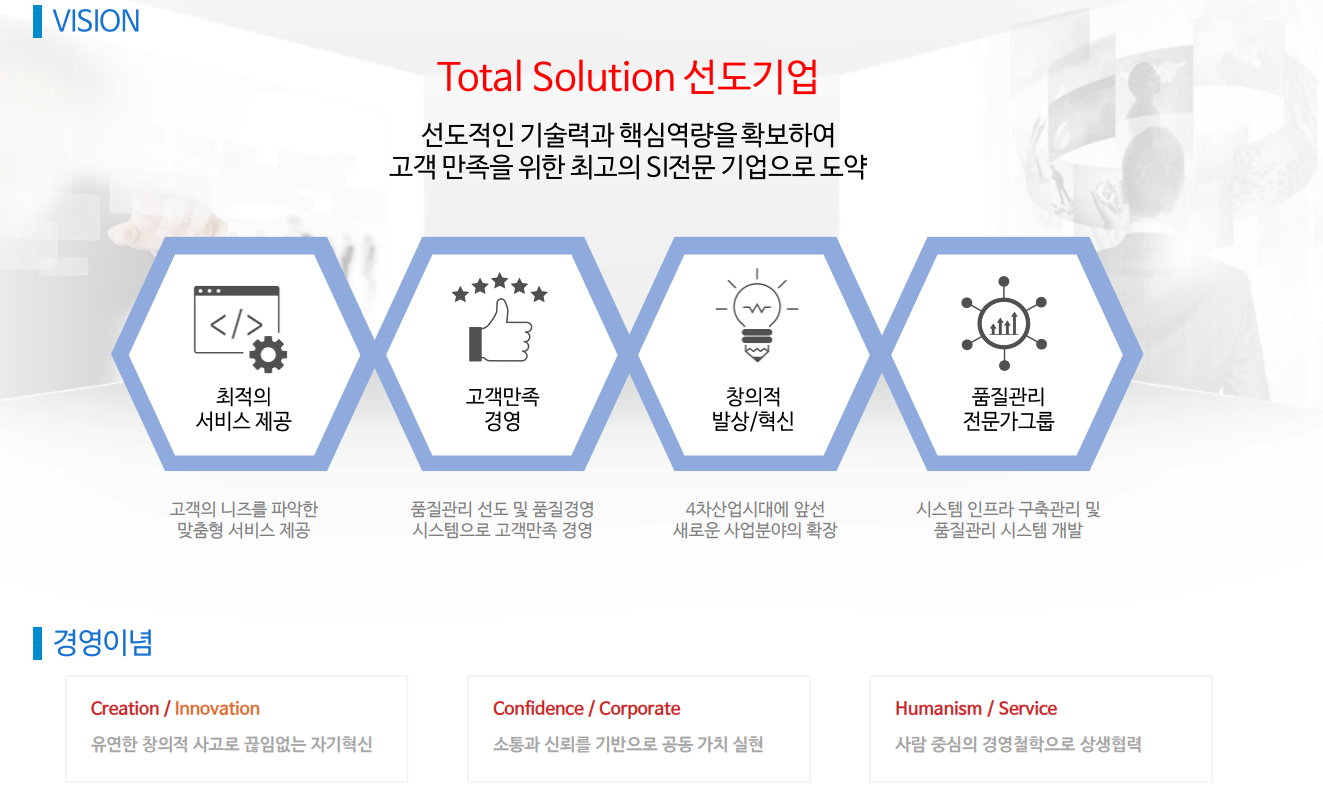 VISION
Total Solution 선도기업
선도적인 기술력과 핵심역량을 확보하여
고객 만족을 위한 최고의 SI전문 기업으로 도약
</>
최적의
서비스 제공
고객만족
경영
창의적
발상/혁신
품질관리
전문가그룹
고객의 니즈를 파악한
맞춤형 서비스 제공
품질관리 선도 및 품질경영
시스템으로 고객만족 경영
4차산업시대에 앞선
새로운 사업분야의 확장
시스템 인프라 구축관리 및
품질관리 시스템 개발
경영이념
Creation / Innovation
유연한 창의적 사고로 끊임없는 자기혁신
Confidence / Corporate
소통과 신뢰를 기반으로 공동 가치 실현
Humanism / Service
사람 중심의 경영철학으로 상생협력